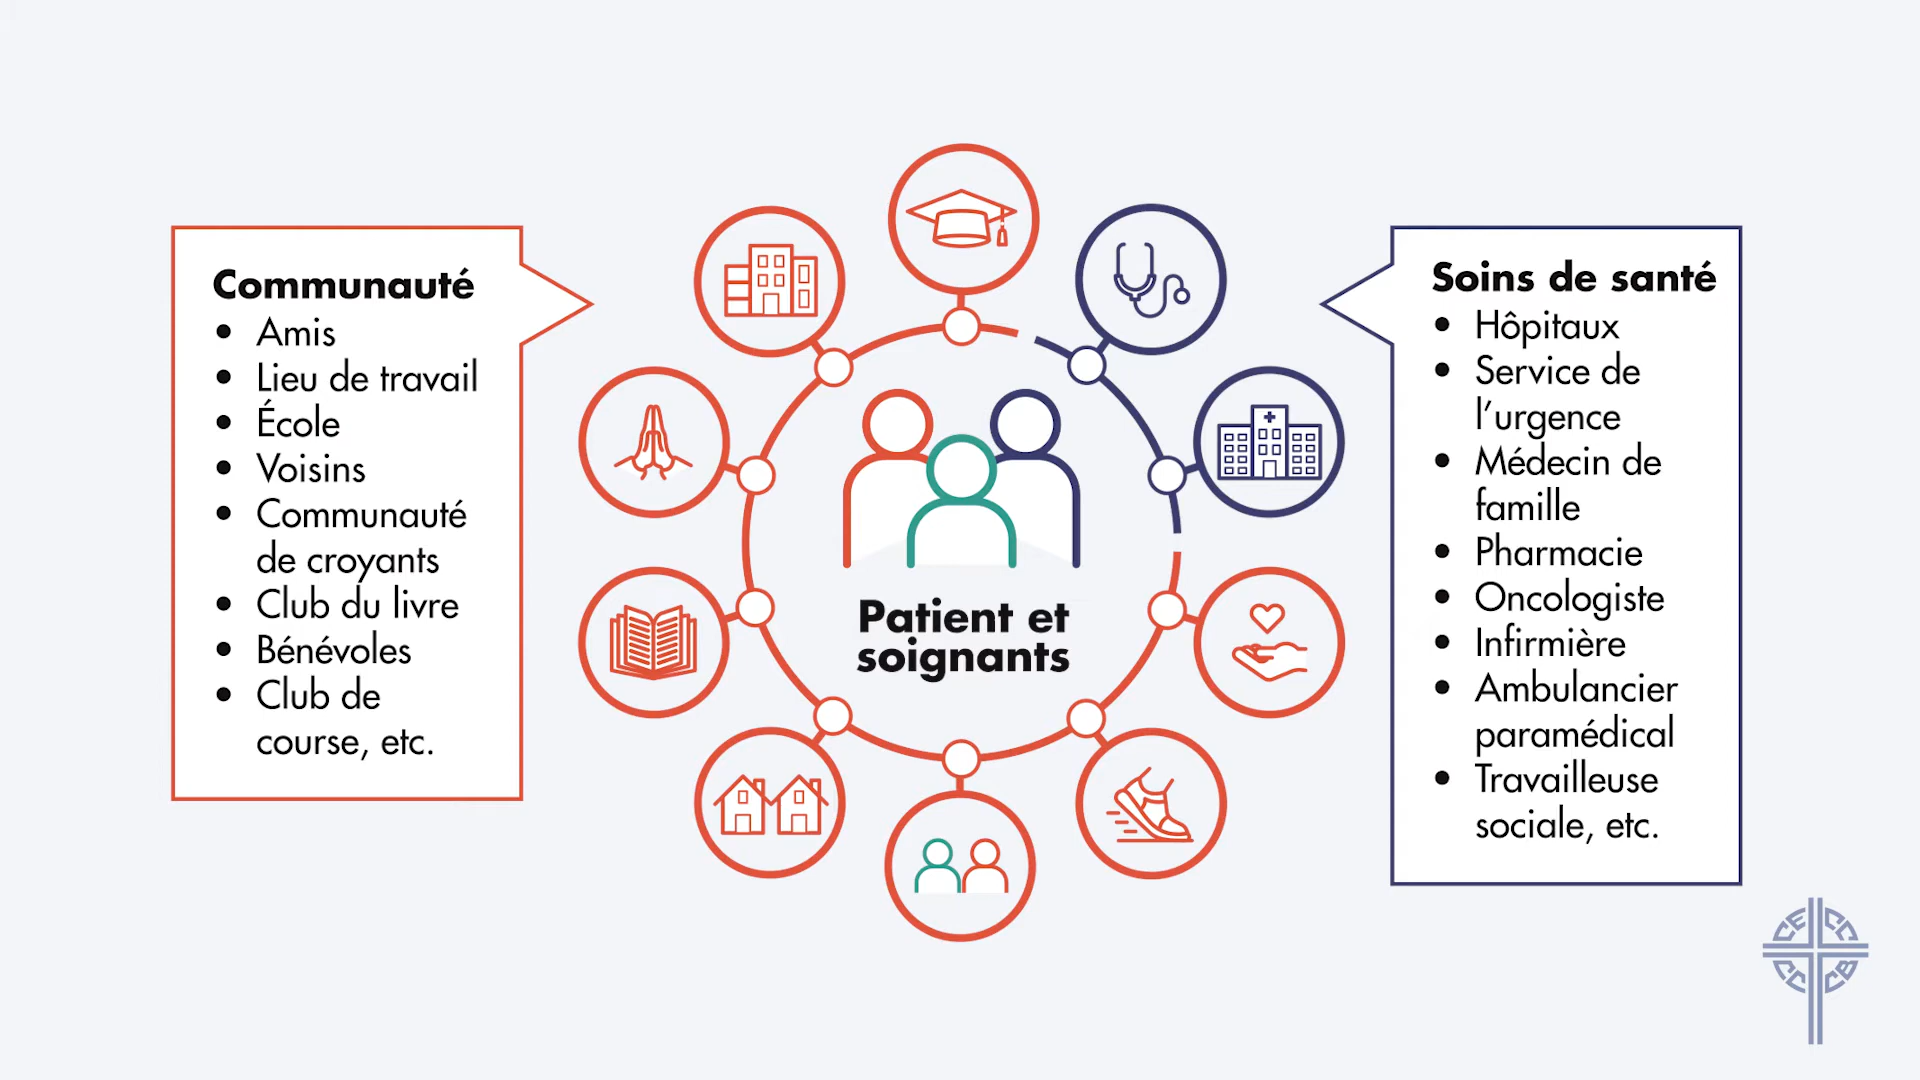 Communauté
• Amis
• Lieu de travail
• École
• Voisins
• Communauté
de croyants
• Club du livre
• Bénévoles
• Club de
course, etc.
Patient et
soignants
Soins de santé
• Hôpitaux
• Service de
l’urgence
• Médecin de
famille
• Pharmacie
• Oncologiste
• Infirmière
• Ambulancier
paramédical
• Travailleuse
sociale, etc.
CECC
CCCB